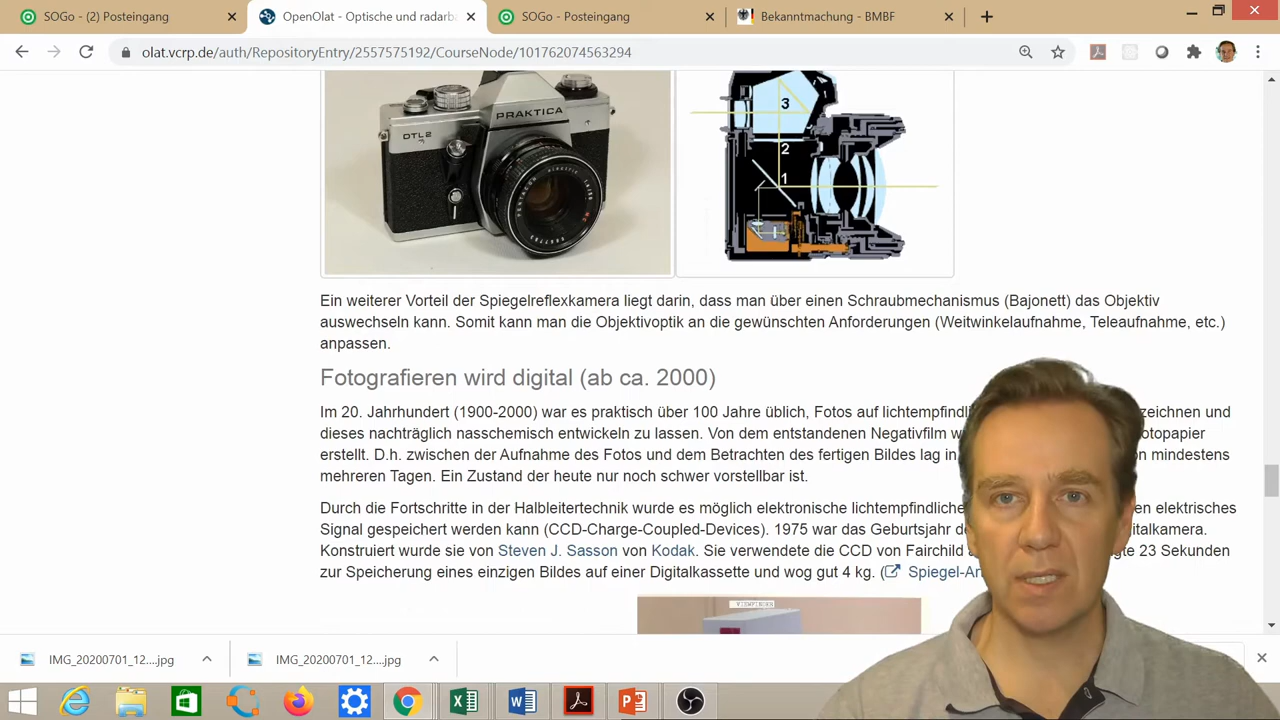 SOGo - (2) Posteingang
OpenOlat - Optische und radarba
SOGo - Posteingang
Bekanntmachung - BMBF
olat.vcrp.de/auth/RepositoryEntry/2557575192/CourseNode/101762074563294
PRAKTICA
DTL2
3
2
1
Ein weiterer Vorteil der Spiegelreflexkamera liegt darin, dass man über einen Schraubmechanismus (Bajonett) das Objektiv
auswechseln kann. Somit kann man die Objektivoptik an die gewünschten Anforderungen (Weitwinkelaufnahme, Teleaufnahme, etc.)
anpassen.
Fotografieren wird digital (ab ca. 2000)
Im 20. Jahrhundert (1900-2000) war es praktisch über 100 Jahre üblich, Fotos auf lichtempfindli zeichnen und
dieses nachträglich nasschemisch entwickeln zu lassen. Von dem entstandenen Negativfilm w otopapier
erstellt. D.h. zwischen der Aufnahme des Fotos und dem Betrachten des fertigen Bildes lag in on mindestens
mehreren Tagen. Ein Zustand der heute nur noch schwer vorstellbar ist.
Durch die Fortschritte in der Halbleitertechnik wurde es möglich elektronische lichtempfindliche en elektrisches
Signal gespeichert werden kann (CCD-Charge-Coupled-Devices). 1975 war das Geburtsjahr de italkamera.
Konstruiert wurde sie von Steven J. Sasson von Kodak. Sie verwendete die CCD von Fairchild a gte 23 Sekunden
zur Speicherung eines einzigen Bildes auf einer Digitalkassette und wog gut 4 kg. ( Spiegel-Ar
VIEWFINDER
IMG_20200701_12....jpg
IMG_20200701_12....jpg